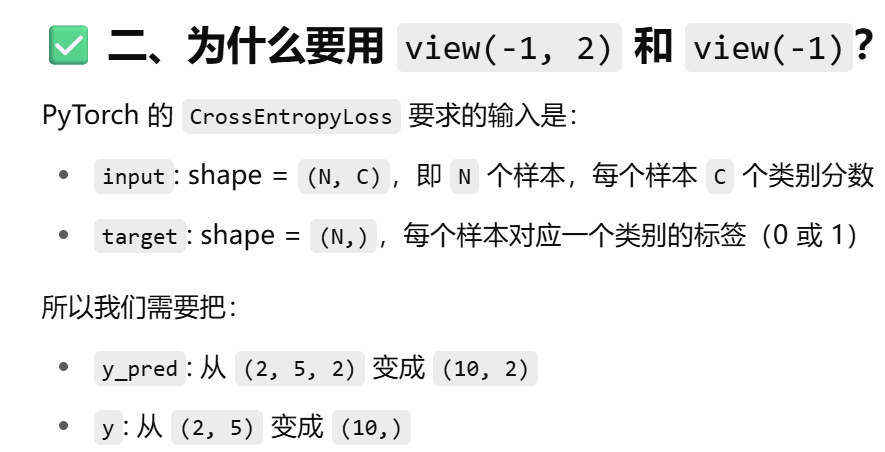 ✅ 二、为什么要用 view(-1, 2) 和 view(-1)？
PyTorch 的 CrossEntropyLoss 要求的输入是：
• input: shape = (N, C)，即 N 个样本，每个样本 C 个类别分数
• target: shape = (N,)，每个样本对应一个类别的标签（0 或 1）
所以我们需要把：
• y_pred: 从 (2, 5, 2) 变成 (10, 2)
• y: 从 (2, 5) 变成 (10,)